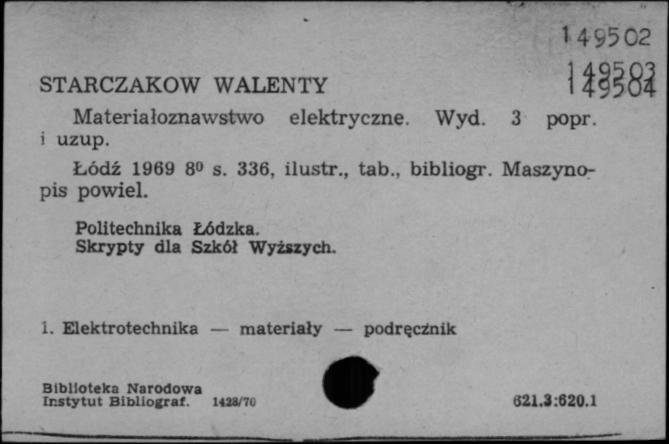 149502
149503
149504
STARCZAKOW WALENTY
Materiałoznawstwo elektryczne. Wyd. 3 popr.
i uzup.
Łódź 1969 8⁰ s. 336, ilustr., tab., bibliogr. Maszyno-
pis powiel.
Politechnika Łódzka.
Skrypty dla Szkół Wyższych.
1. Elektrotechnika — materiały — podręcznik
Biblioteka Narodowa
Instytut Bibliograf. 1428/70
621.3:620.1